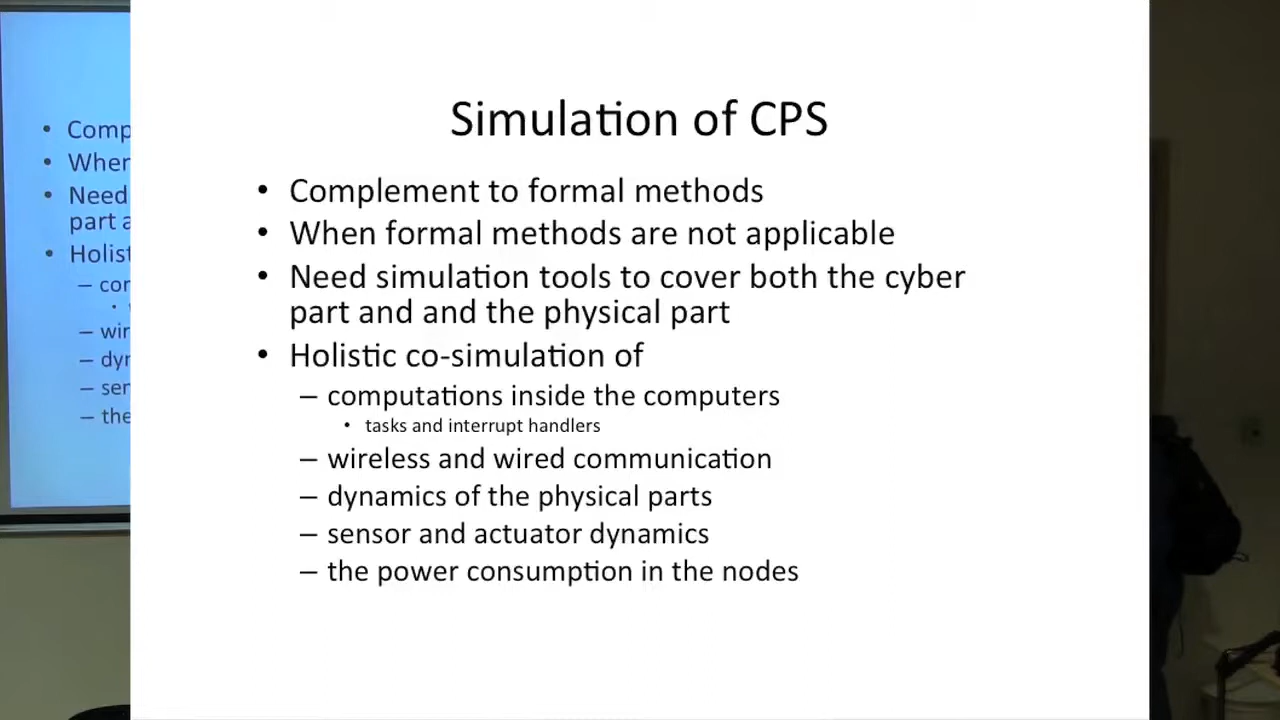 Simulation of CPS
• Complement to formal methods
• When formal methods are not applicable
• Need simulation tools to cover both the cyber
part and and the physical part
• Holistic co-simulation of
– computations inside the computers
• tasks and interrupt handlers
– wireless and wired communication
– dynamics of the physical parts
– sensor and actuator dynamics
– the power consumption in the nodes